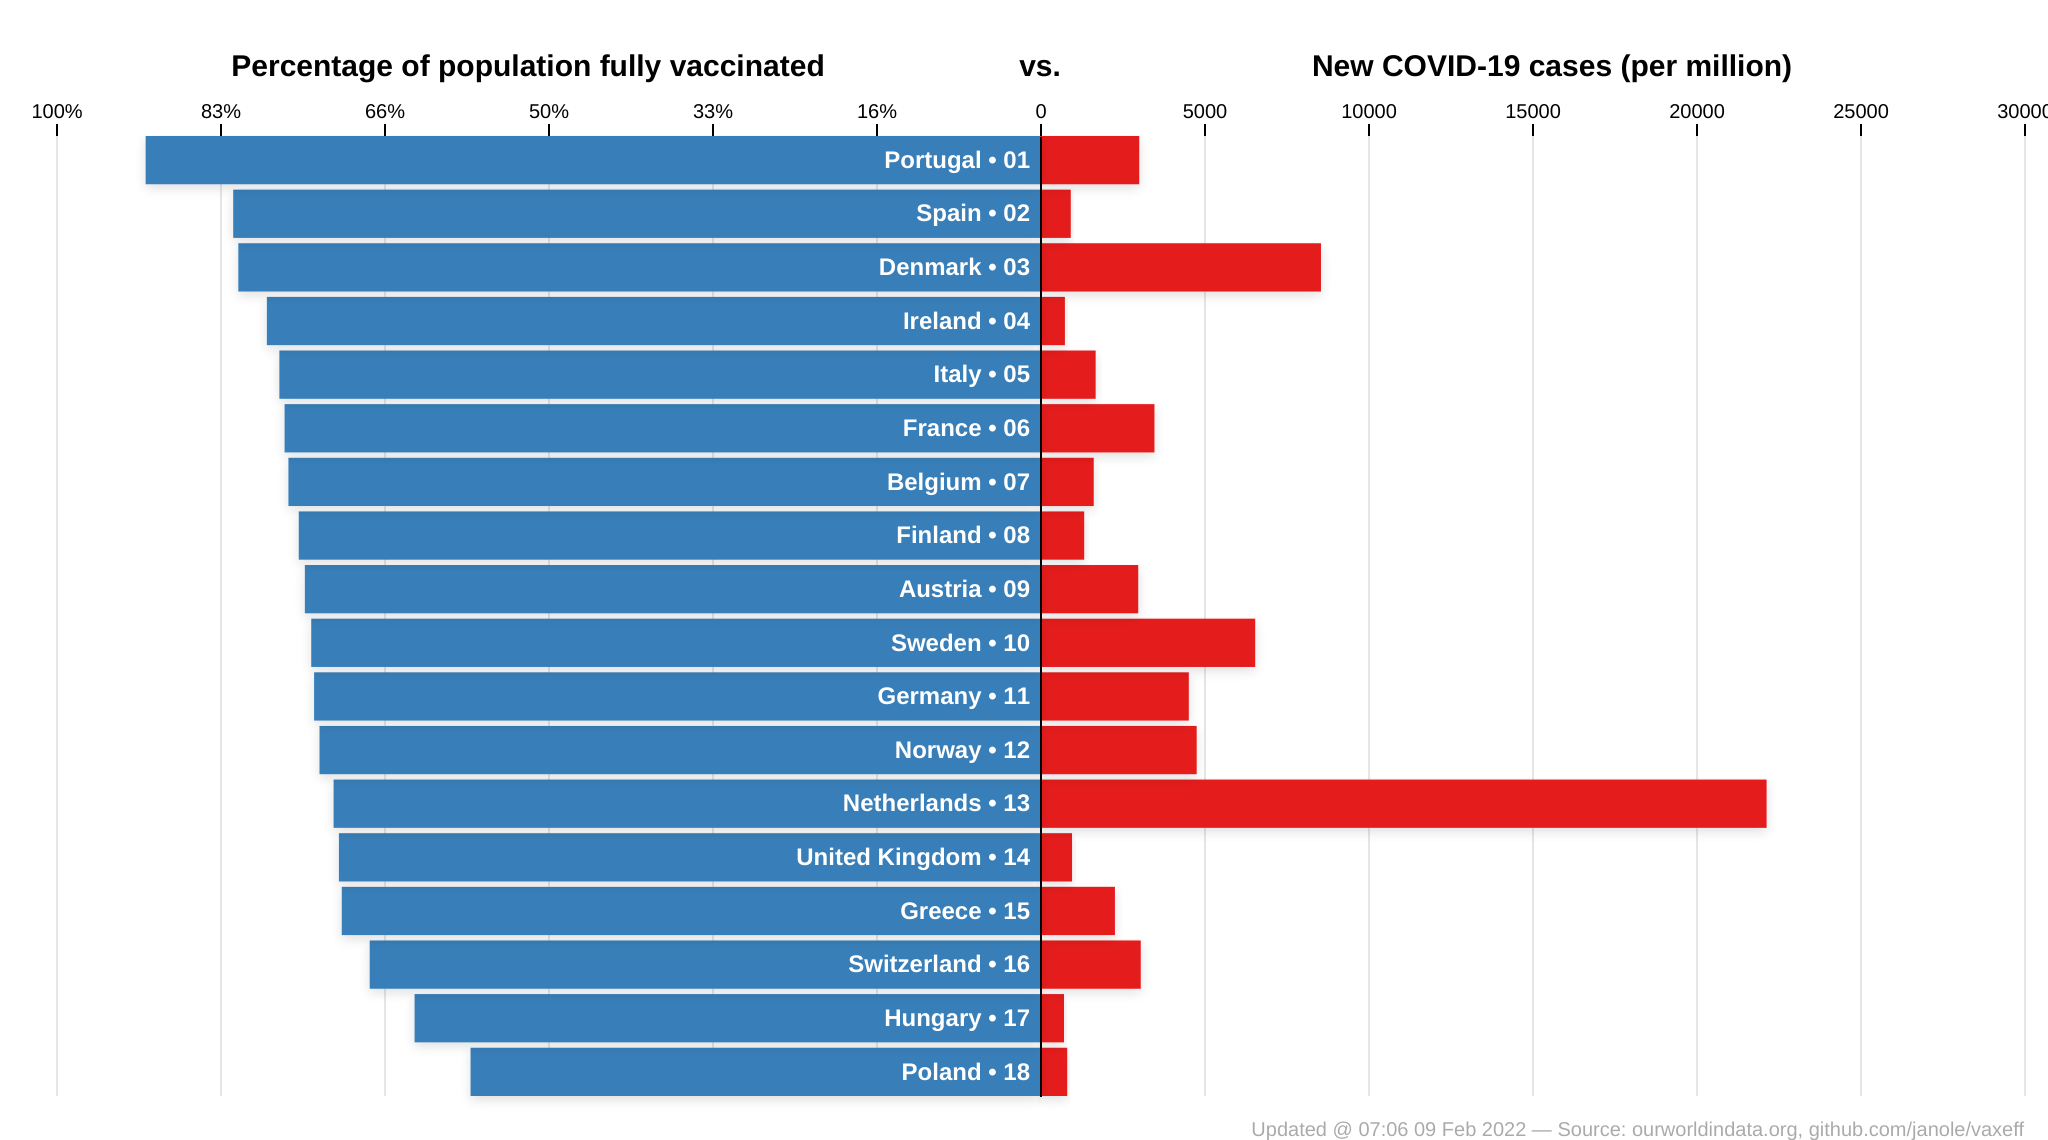 Percentage of population fully vaccinated vs. New COVID-19 cases (per million)
100% 83% 66% 50% 33% 16% 0 5000 10000 15000 20000 25000 30000
Portugal • 01
Spain • 02
Denmark • 03
Ireland • 04
Italy • 05
France • 06
Belgium • 07
Finland • 08
Austria • 09
Sweden • 10
Germany • 11
Norway • 12
Netherlands • 13
United Kingdom • 14
Greece • 15
Switzerland • 16
Hungary • 17
Poland • 18
Updated @ 07:06 09 Feb 2022 — Source: ourworldindata.org, github.com/janole/vaxeff